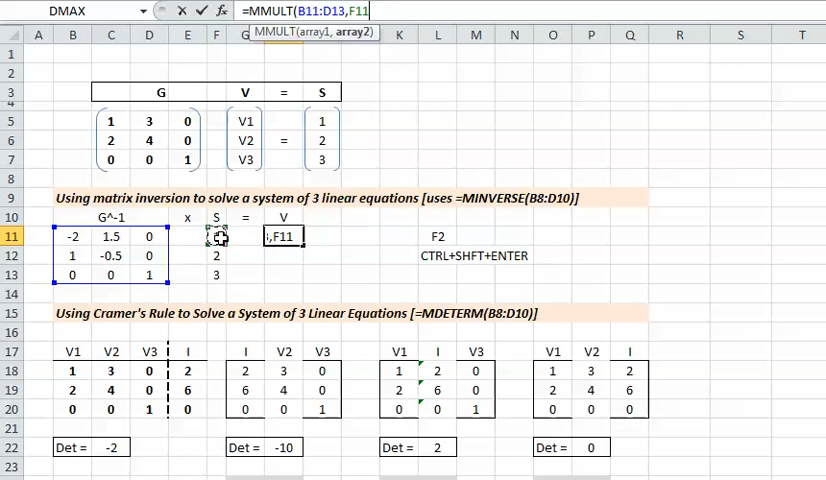 DMAX =MMULT(B11:D13,F11
MMULT(array1, array2)
A B C D E F G K L M N O P Q R S T
1
2
3 G V = S
4
5 1 3 0 V1 1
6 2 4 0 V2 = 2
7 0 0 1 V3 3
8
9 Using matrix inversion to solve a system of 3 linear equations [uses =MINVERSE(B8:D10)]
10 G^-1 x S = V
11 -2 1.5 0 ,F11 F2
12 1 -0.5 0 2 CTRL+SHFT+ENTER
13 0 0 1 3
14
15 Using Cramer's Rule to Solve a System of 3 Linear Equations [=MDETERM(B8:D10)]
16
17 V1 V2 V3 I I V2 V3 V1 I V3 V1 V2 I
18 1 3 0 2 2 3 0 1 2 0 1 3 2
19 2 4 0 6 6 4 0 2 6 0 2 4 6
20 0 0 1 0 0 0 1 0 0 1 0 0 0
21
22 Det = -2 Det = -10 Det = 2 Det = 0
23